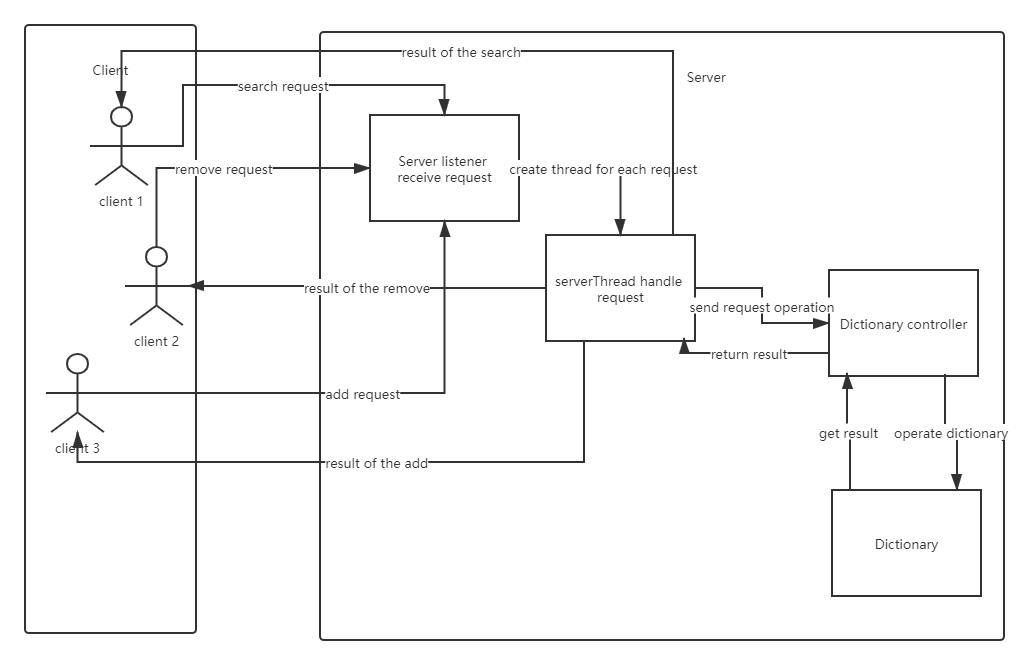 result of the search
Client
Server
search request
Server listener
receive request
remove request
create thread for each request
client 1
serverThread handle
request
result of the remove
send request operation
Dictionary controller
client 2
return result
add request
get result
operate dictionary
client 3
result of the add
Dictionary